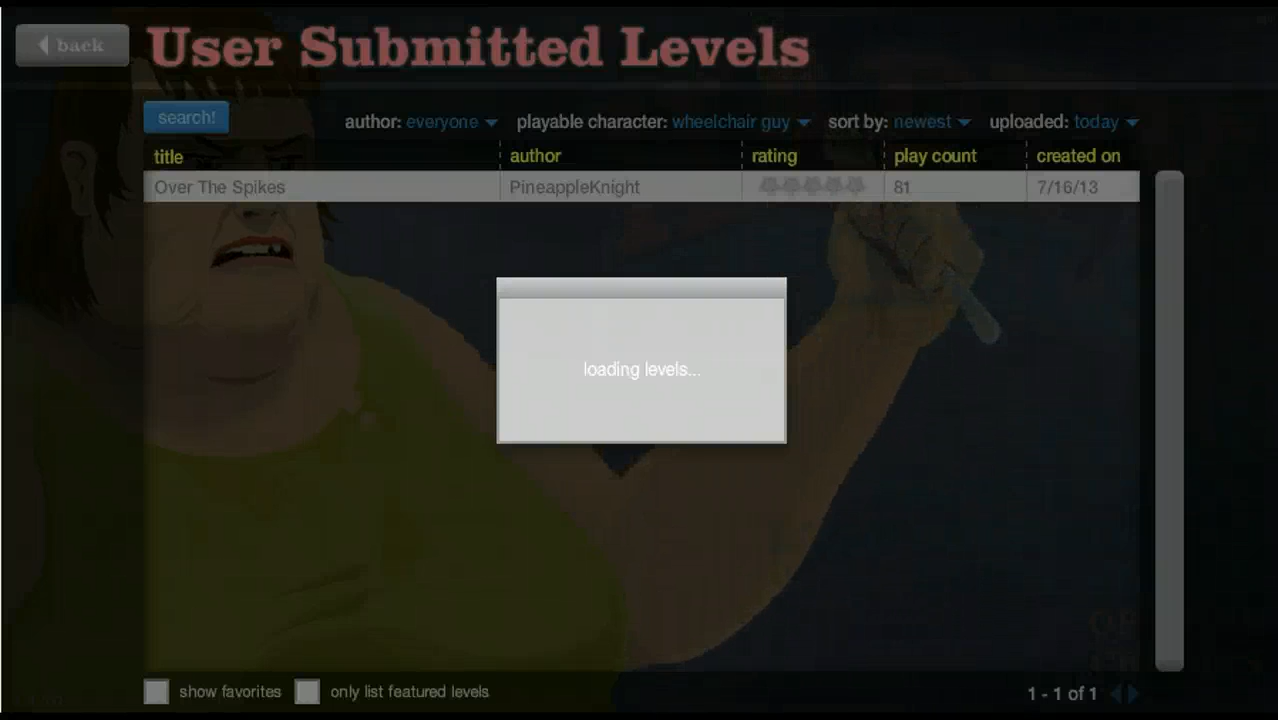 back
User Submitted Levels
search!
author: everyone playable character: wheelchair guy sort by: newest uploaded: today
title author rating play count created on
Over The Spikes PineappleKnight 81 7/16/13
loading levels...
show favorites only list featured levels 1 - 1 of 1